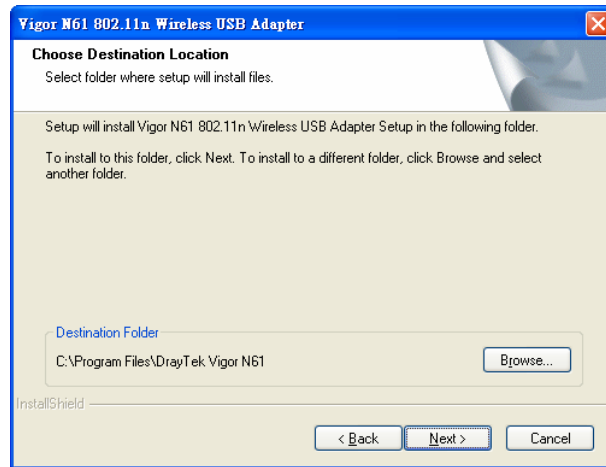 Vigor N61 802.11n Wireless USB Adapter
Choose Destination Location
Select folder where setup will install files.
Setup will install Vigor N61 802.11n Wireless USB Adapter Setup in the following folder.
To install to this folder, click Next. To install to a different folder, click Browse and select
another folder.
Destination Folder
C:\Program Files\DrayTek Vigor N61
Browse...
InstallShield
< Back
Next >
Cancel